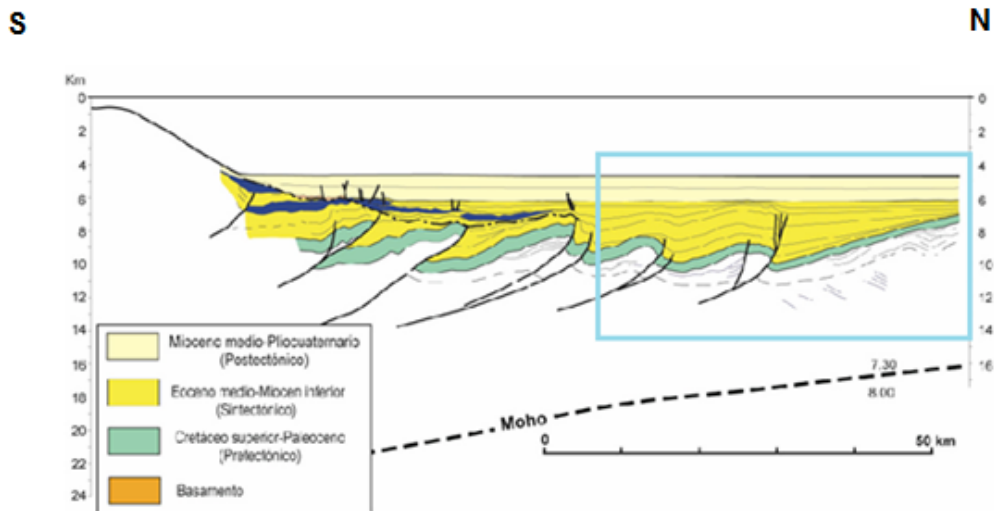 S
N
Km
0
2
4
6
8
10
12
14
16
18
20
22
24
0
2
4
6
8
10
12
14
16
Mioceno medio-Pliocuaternario
(Postectónico)
Eoceno medio-Miocen inferior
(Sintectónico)
Cretáceo superior-Paleoceno
(Pretectónico)
Basamento
Moho
7.30
8.00
0
50 km